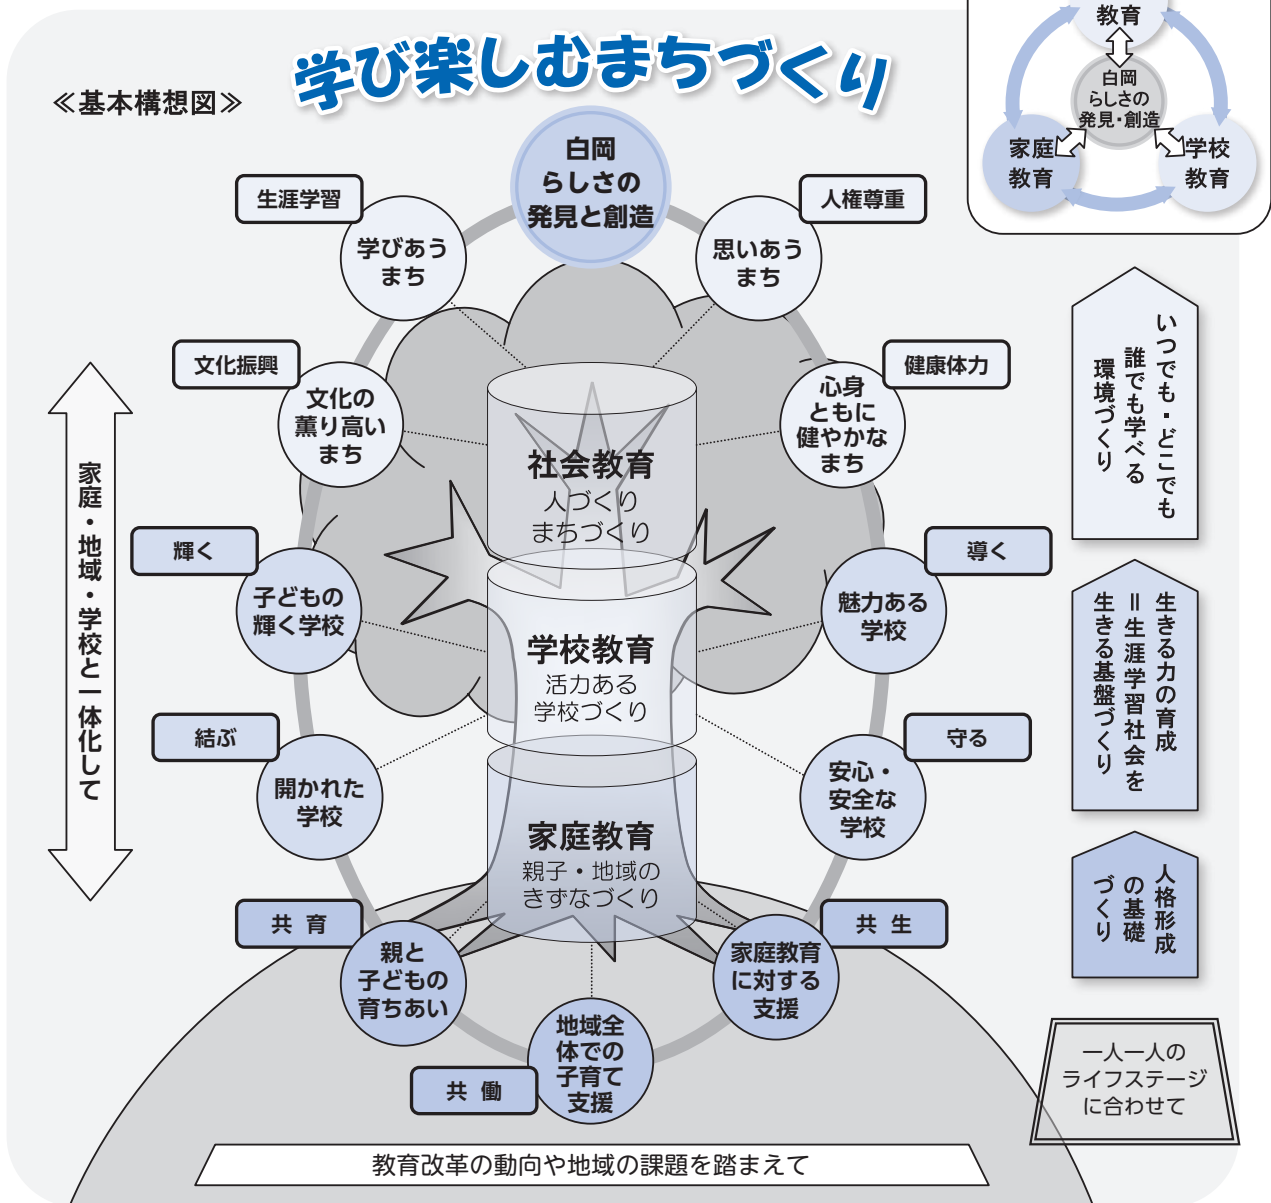 学び楽しむまちづくり
≪基本構想図≫
教育
白岡
らしさの
発見・創造
家庭
教育
学校
教育
白岡
らしさの
発見と創造
生涯学習
学びあう
まち
人権尊重
思いあう
まち
文化振興
文化の
薫り高い
まち
健康体力
心身
ともに
健やかな
まち
社会教育
人づくり
まちづくり
輝く
子どもの
輝く学校
導く
魅力ある
学校
学校教育
活力ある
学校づくり
結ぶ
開かれた
学校
守る
安心・
安全な
学校
家庭教育
親子・地域の
きずなづくり
共育
親と
子どもの
育ちあい
共生
家庭教育
に対する
支援
共働
地域全
体での
子育て
支援
家庭・地域・学校と一体化して
いつでも・どこでも
誰でも学べる
環境づくり
生きる力の育成
＝生涯学習社会を
生きる基盤づくり
人格形成
の基礎
づくり
一人一人の
ライフステージ
に合わせて
教育改革の動向や地域の課題を踏まえて